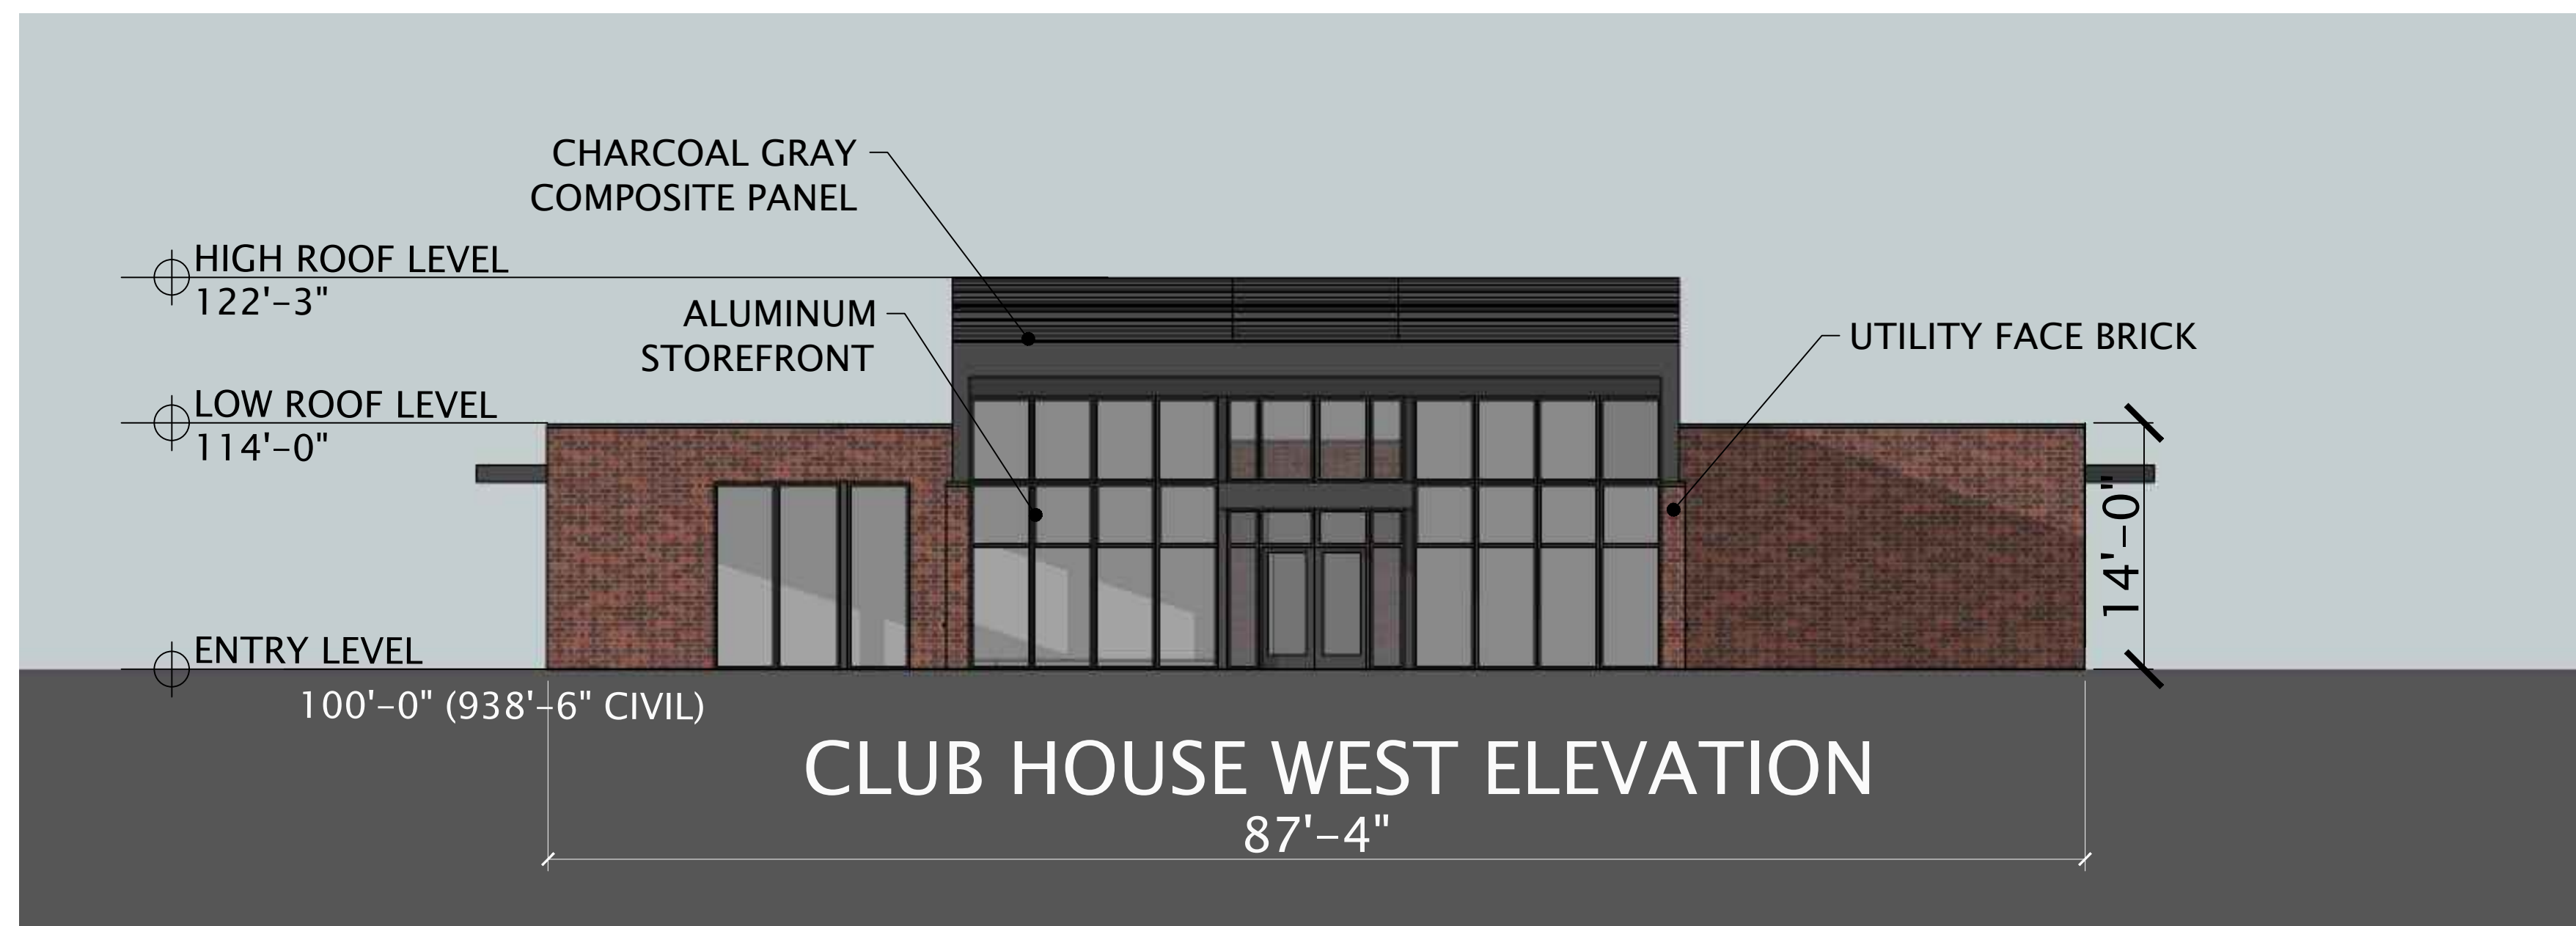 CHARCOAL GRAY
COMPOSITE PANEL
HIGH ROOF LEVEL
122'-3"
ALUMINUM
STOREFRONT
UTILITY FACE BRICK
LOW ROOF LEVEL
114'-0"
14'-0"
ENTRY LEVEL
100'-0" (938'-6" CIVIL)
CLUB HOUSE WEST ELEVATION
87'-4"